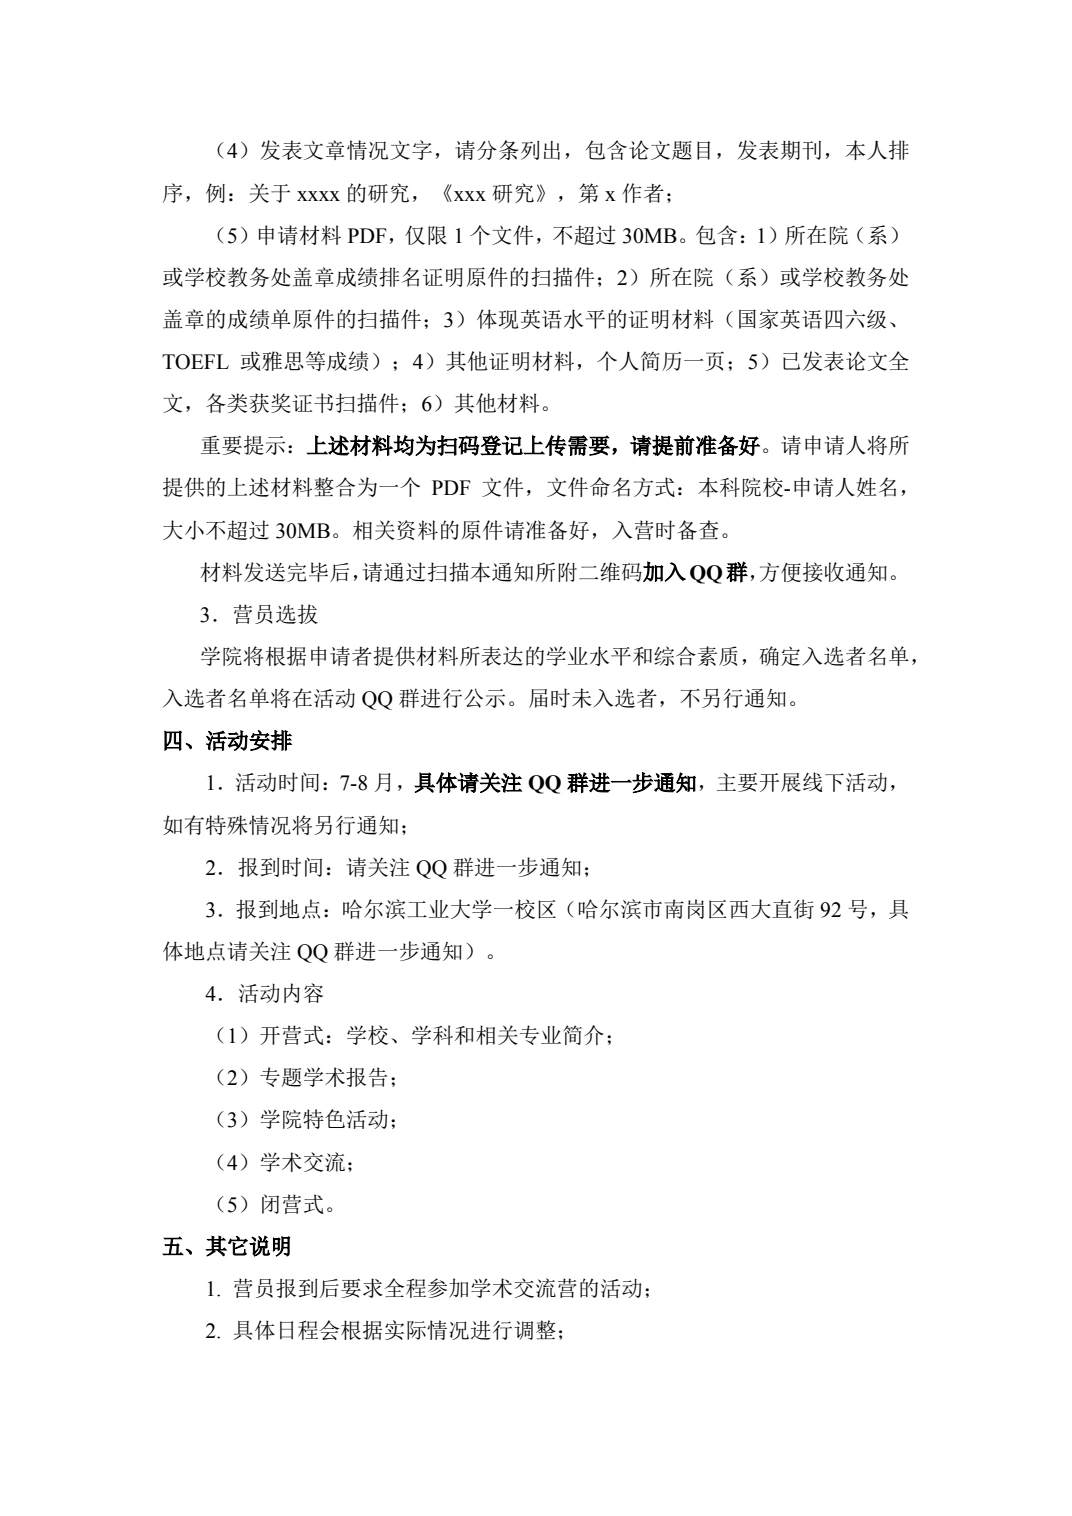 （4）发表文章情况文字，请分条列出，包含论文题目，发表期刊，本人排
序，例：关于 xxxx 的研究，《xxx 研究》，第 x 作者；
（5）申请材料 PDF，仅限 1 个文件，不超过 30MB。包含：1）所在院（系）
或学校教务处盖章成绩排名证明原件的扫描件；2）所在院（系）或学校教务处
盖章的成绩单原件的扫描件；3）体现英语水平的证明材料（国家英语四六级、
TOEFL 或雅思等成绩）；4）其他证明材料，个人简历一页；5）已发表论文全
文，各类获奖证书扫描件；6）其他材料。
重要提示：上述材料均为扫码登记上传需要，请提前准备好。请申请人将所
提供的上述材料整合为一个 PDF 文件，文件命名方式：本科院校-申请人姓名，
大小不超过 30MB。相关资料的原件请准备好，入营时备查。
材料发送完毕后，请通过扫描本通知所附二维码加入QQ群，方便接收通知。
3．营员选拔
学院将根据申请者提供材料所表达的学业水平和综合素质，确定入选者名单，
入选者名单将在活动 QQ 群进行公示。届时未入选者，不另行通知。
四、活动安排
1．活动时间：7-8 月，具体请关注 QQ 群进一步通知，主要开展线下活动，
如有特殊情况将另行通知；
2．报到时间：请关注 QQ 群进一步通知；
3．报到地点：哈尔滨工业大学一校区（哈尔滨市南岗区西大直街 92 号，具
体地点请关注 QQ 群进一步通知）。
4．活动内容
（1）开营式：学校、学科和相关专业简介；
（2）专题学术报告；
（3）学院特色活动；
（4）学术交流；
（5）闭营式。
五、其它说明
1. 营员报到后要求全程参加学术交流营的活动；
2. 具体日程会根据实际情况进行调整；